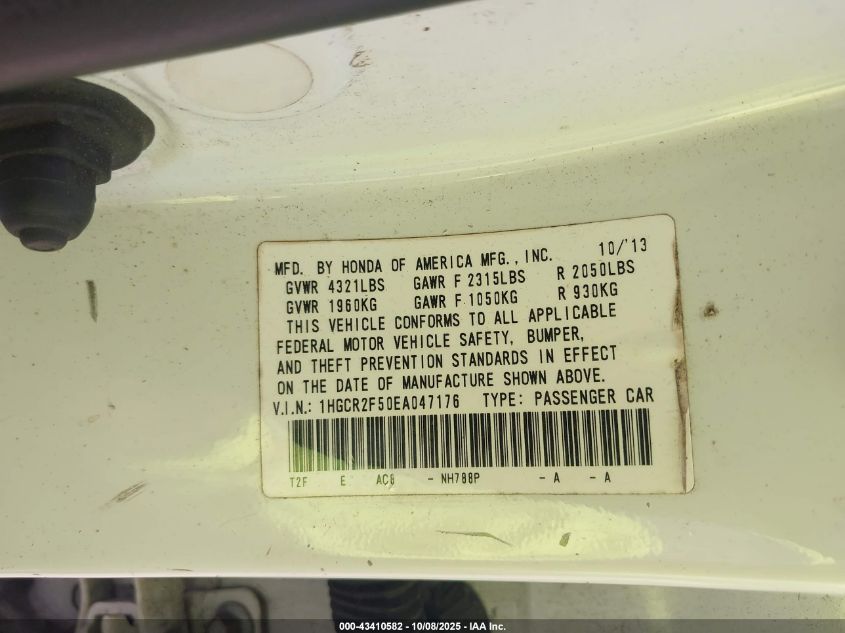 MFD. BY HONDA OF AMERICA MFG., INC. 10/'13
GVWR 4321LBS GAWR F 2315LBS R 2050LBS
GVWR 1960KG GAWR F 1050KG R 930KG
THIS VEHICLE CONFORMS TO ALL APPLICABLE
FEDERAL MOTOR VEHICLE SAFETY, BUMPER,
AND THEFT PREVENTION STANDARDS IN EFFECT
ON THE DATE OF MANUFACTURE SHOWN ABOVE.
V.I.N.: 1HGCR2F50EA047176 TYPE: PASSENGER CAR
T2F E AC8 - NH788P - A - A
000-43410582 - 10/08/2025 - IAA Inc.